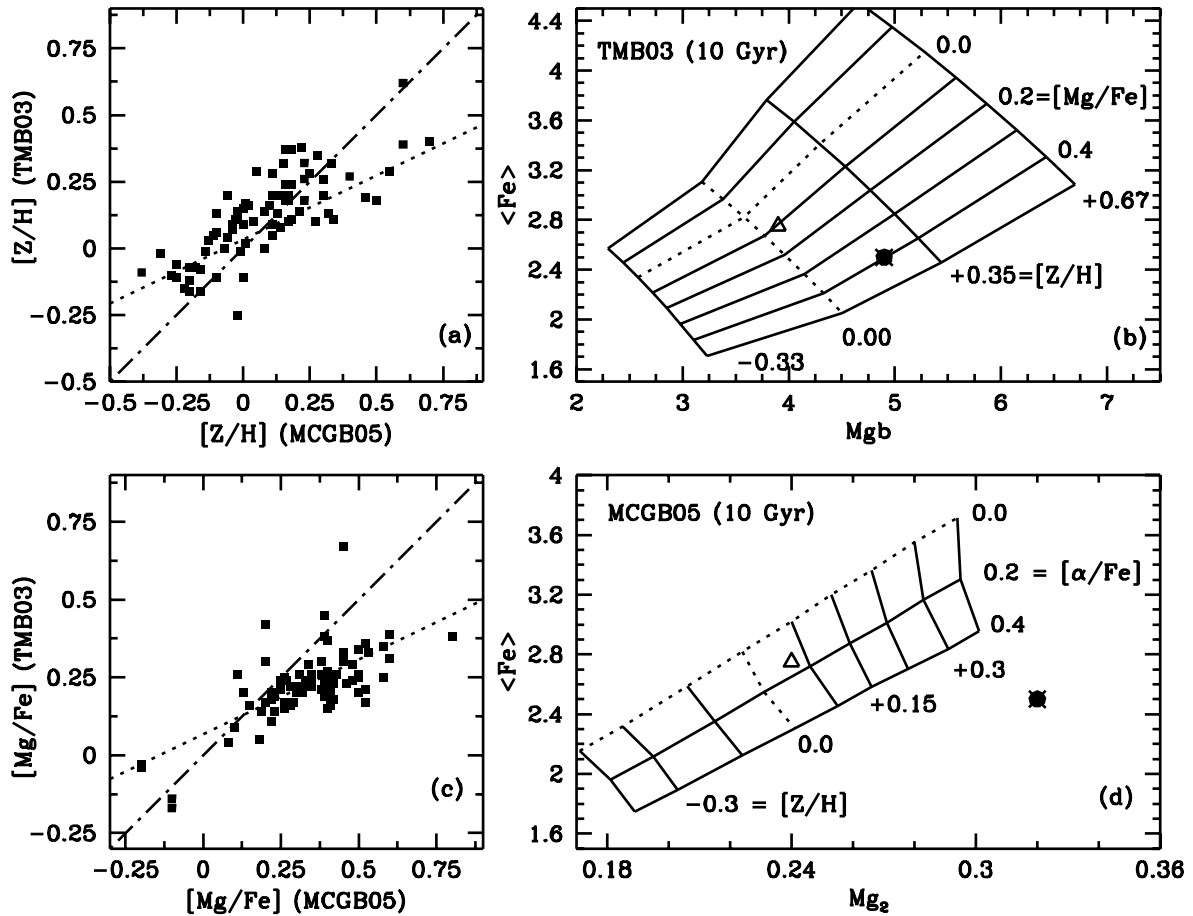 [Z/H] (TMB03)
0.75
0.5
0.25
0
−0.25
−0.5
(a)
−0.5 −0.25 0 0.25 0.5 0.75
[Z/H] (MCGB05)
<Fe>
4.4
4
3.6
3.2
2.8
2.4
2
1.6
TMB03 (10 Gyr)
0.0
0.2=[Mg/Fe]
0.4
+0.67
+0.35=[Z/H]
0.00
−0.33
(b)
2 3 4 5 6 7
Mgb
[Mg/Fe] (TMB03)
0.75
0.5
0.25
0
−0.25
(c)
−0.25 0 0.25 0.5 0.75
[Mg/Fe] (MCGB05)
<Fe>
4
3.6
3.2
2.8
2.4
2
1.6
MCGB05 (10 Gyr)
0.0
0.2 = [α/Fe]
0.4
+0.3
+0.15
0.0
−0.3 = [Z/H]
(d)
0.18 0.24 0.3 0.36
Mg₂